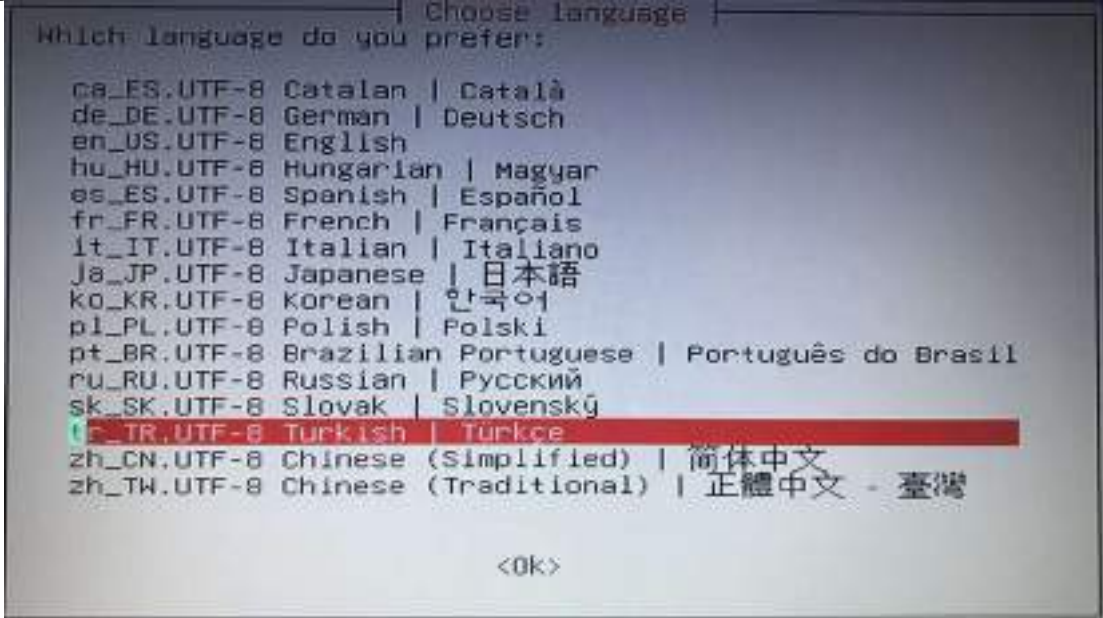 Choose language
Which language do you prefer:
ca_ES.UTF-8 Catalan | Català
de_DE.UTF-8 German | Deutsch
en_US.UTF-8 English
hu_HU.UTF-8 Hungarian | Magyar
es_ES.UTF-8 Spanish | Español
fr_FR.UTF-8 French | Français
it_IT.UTF-8 Italian | Italiano
ja_JP.UTF-8 Japanese | 日本語
ko_KR.UTF-8 Korean | 한국어
pl_PL.UTF-8 Polish | Polski
pt_BR.UTF-8 Brazilian Portuguese | Português do Brasil
ru_RU.UTF-8 Russian | Русский
sk_SK.UTF-8 Slovak | Slovenský
tr_TR.UTF-8 Turkish | Türkçe
zh_CN.UTF-8 Chinese (Simplified) | 简体中文
zh_TW.UTF-8 Chinese (Traditional) | 正體中文 - 臺灣
<Ok>